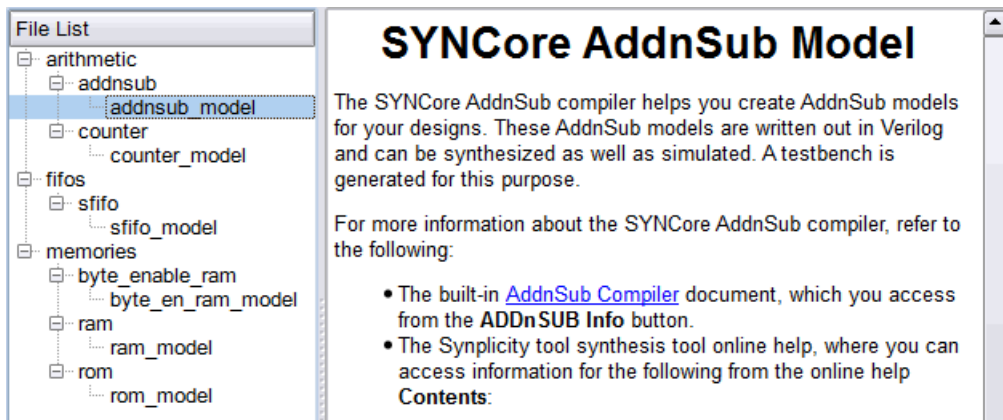 File List
arithmetic
addnsub
addnsub_model
counter
counter_model
fifos
sfifo
sfifo_model
memories
byte_enable_ram
byte_en_ram_model
ram
ram_model
rom
rom_model
SYNCore AddnSub Model
The SYNCore AddnSub compiler helps you create AddnSub models
for your designs. These AddnSub models are written out in Verilog
and can be synthesized as well as simulated. A testbench is
generated for this purpose.
For more information about the SYNCore AddnSub compiler, refer to
the following:
• The built-in AddnSub Compiler document, which you access
from the ADDnSUB Info button.
• The Synplicity tool synthesis tool online help, where you can
access information for the following from the online help
Contents: